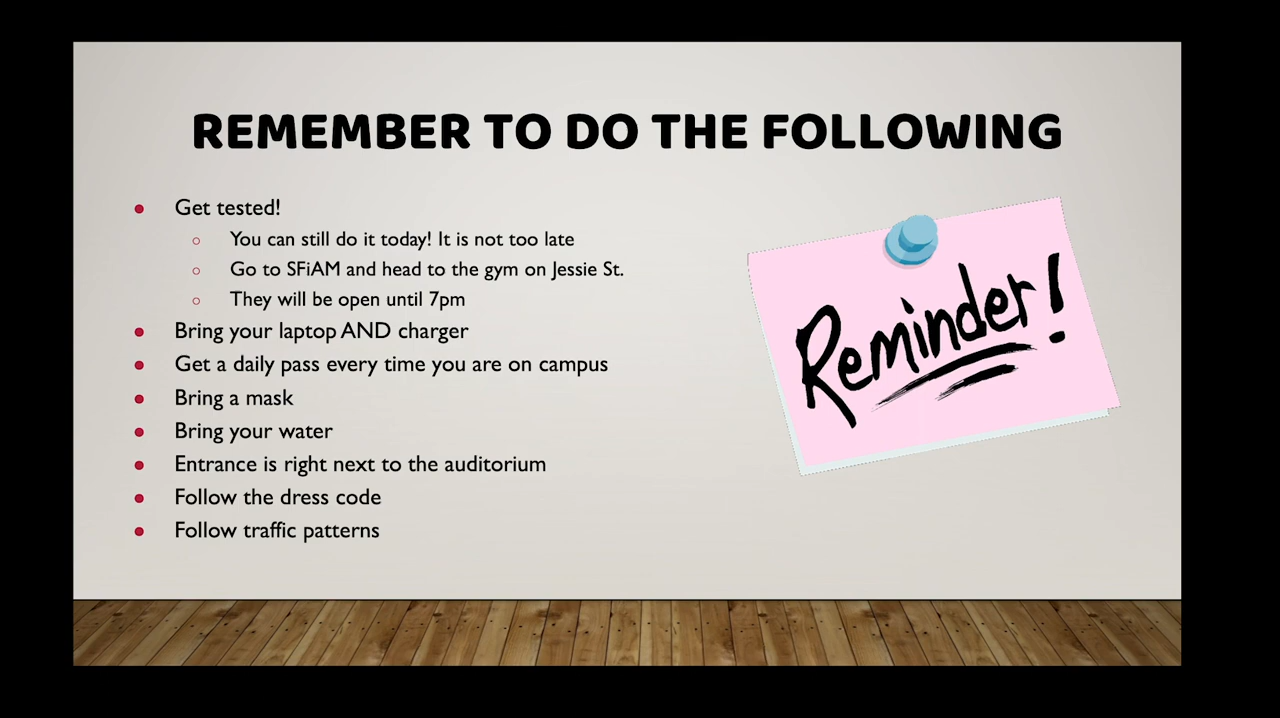 REMEMBER TO DO THE FOLLOWING
Get tested!
You can still do it today! It is not too late
Go to SFiAM and head to the gym on Jessie St.
They will be open until 7pm
Bring your laptop AND charger
Get a daily pass every time you are on campus
Bring a mask
Bring your water
Entrance is right next to the auditorium
Follow the dress code
Follow traffic patterns
Reminder!